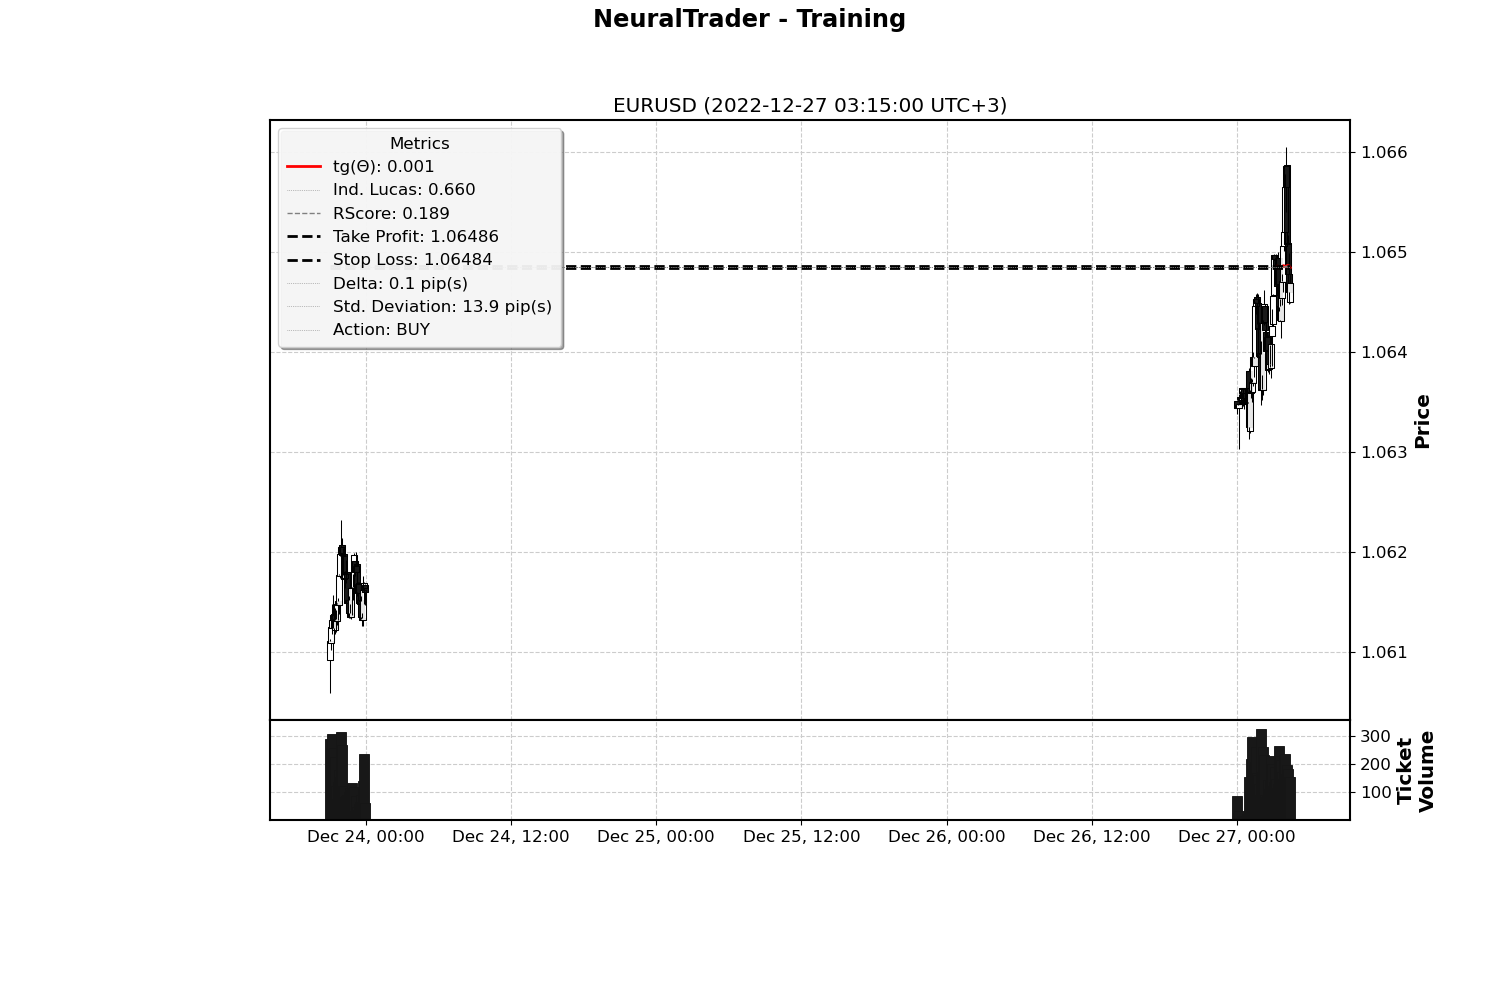 NeuralTrader - Training
EURUSD (2022-12-27 03:15:00 UTC+3)
Metrics
tg(Θ): 0.001
Ind. Lucas: 0.660
RScore: 0.189
Take Profit: 1.06486
Stop Loss: 1.06484
Delta: 0.1 pip(s)
Std. Deviation: 13.9 pip(s)
Action: BUY
1.066
1.065
1.064
1.063
1.062
1.061
Price
300
200
100
Ticket
Volume
Dec 24, 00:00 Dec 24, 12:00 Dec 25, 00:00 Dec 25, 12:00 Dec 26, 00:00 Dec 26, 12:00 Dec 27, 00:00